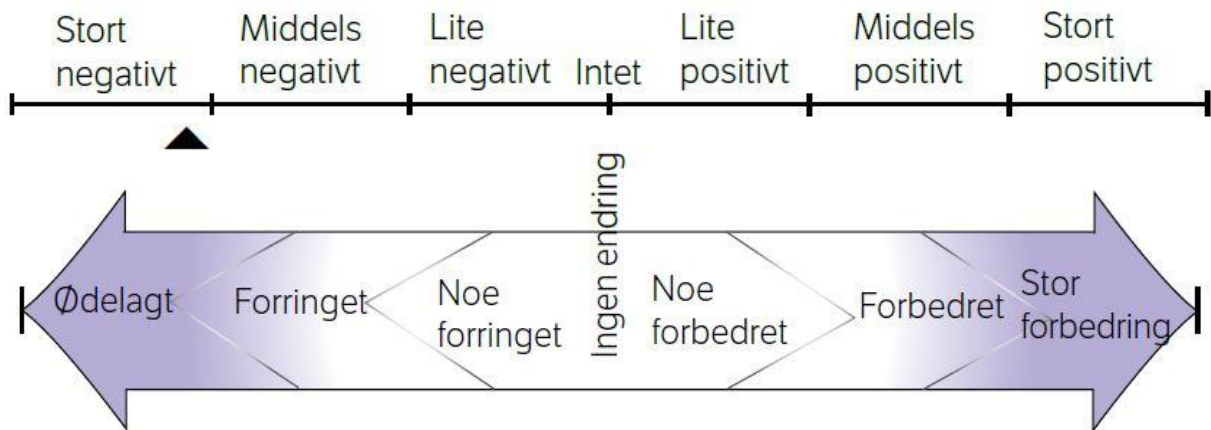 Stort
negativt
Middels
negativt
Lite
negativt
Intet
Lite
positivt
Middels
positivt
Stort
positivt
Ingen endring
Ødelagt
Forringet
Noe
forringet
Noe
forbedret
Forbedret
Stor
forbedring